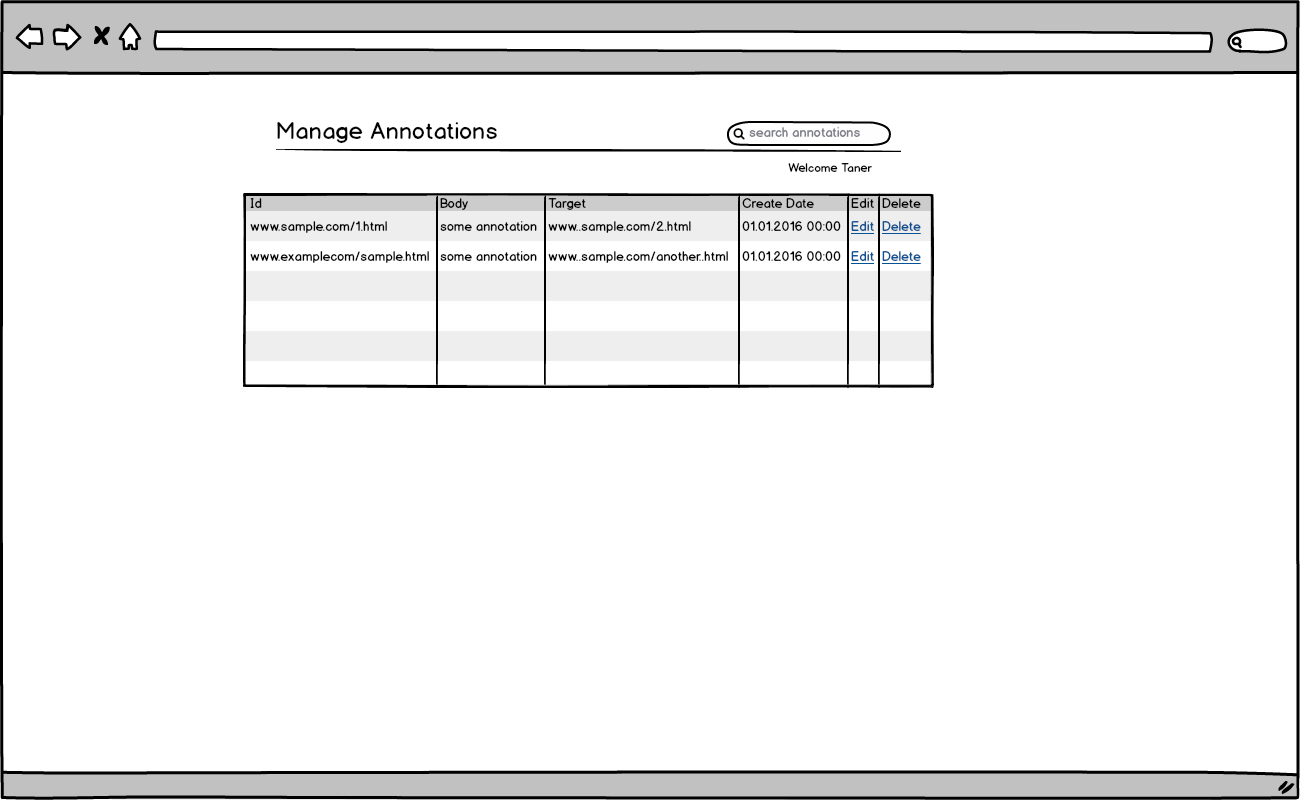 Manage Annotations
search annotations
Welcome Taner
Id Body Target Create Date Edit Delete
www.sample.com/1.html some annotation www..sample.com/2.html 01.01.2016 00:00 Edit Delete
www.examplecom/sample.html some annotation www..sample.com/another..html 01.01.2016 00:00 Edit Delete